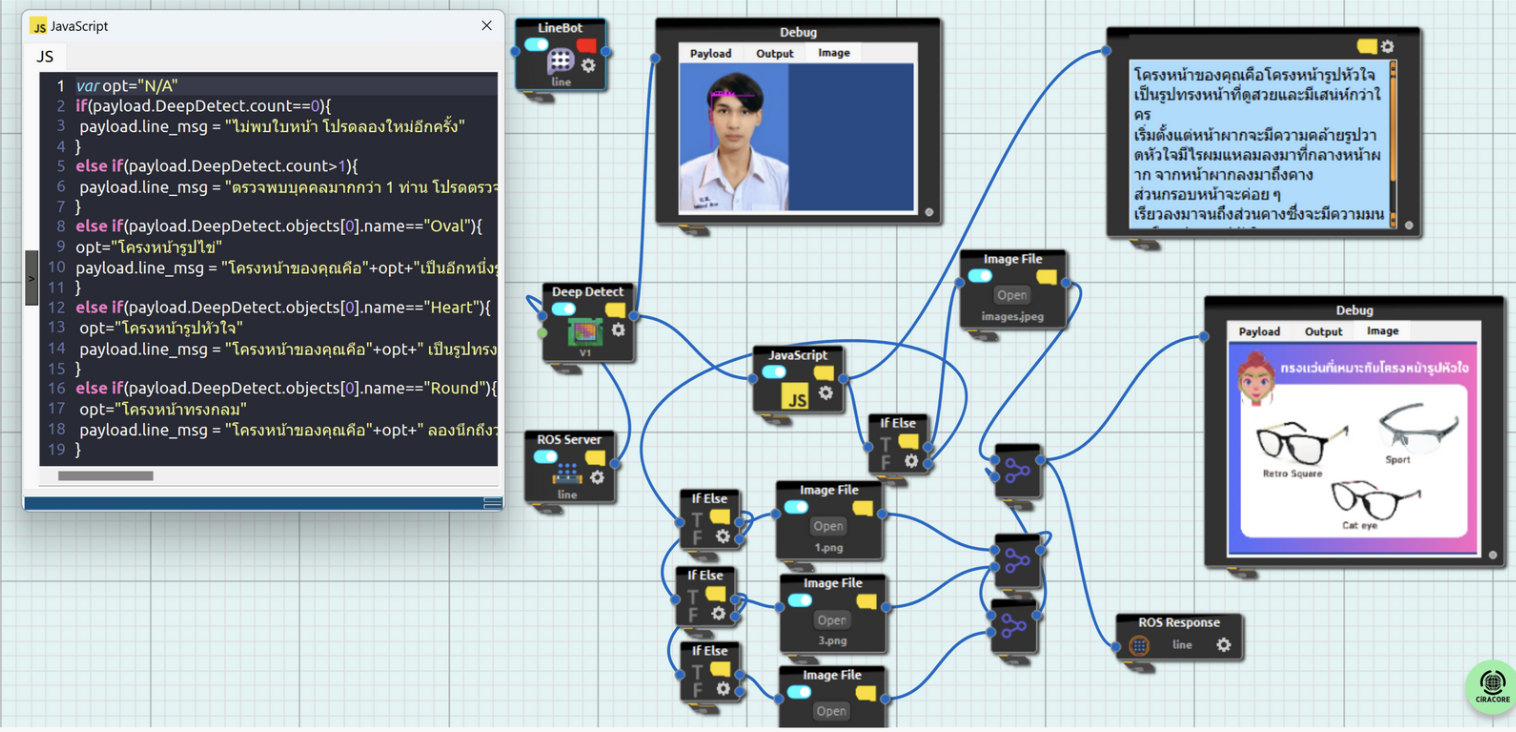 JS JavaScript
JS
1 var opt="N/A"
2 if(payload.DeepDetect.count==0){
3 payload.line_msg = "ไม่พบใบหน้า โปรดลองใหม่อีกครั้ง"
4 }
5 else if(payload.DeepDetect.count>1){
6 payload.line_msg = "ตรวจพบบุคคลมากกว่า 1 ท่าน โปรดตรวจ
7 }
8 else if(payload.DeepDetect.objects[0].name=="Oval"){
9 opt="โครงหน้ารูปไข่"
10 payload.line_msg = "โครงหน้าของคุณคือ"+opt+"เป็นอีกหนึ่งรู
11 }
12 else if(payload.DeepDetect.objects[0].name=="Heart"){
13 opt="โครงหน้ารูปหัวใจ"
14 payload.line_msg = "โครงหน้าของคุณคือ"+opt+" เป็นรูปทรง
15 }
16 else if(payload.DeepDetect.objects[0].name=="Round"){
17 opt="โครงหน้าทรงกลม"
18 payload.line_msg = "โครงหน้าของคุณคือ"+opt+" ลองนึกถึงว
19 }
>
LineBot
line
Debug
Payload Output Image
โครงหน้าของคุณคือโครงหน้ารูปหัวใจ
เป็นรูปทรงหน้าที่ดูสวยและมีเสน่ห์กว่าใ
คร
เริ่มตั้งแต่หน้าผากจะมีความคล้ายรูปวา
ดหัวใจมีไรผมแหลมลงมาที่กลางหน้าผ
าก จากหน้าผากลงมาถึงคาง
ส่วนกรอบหน้าจะค่อย ๆ
เรียวลงมาจนถึงส่วนคางซึ่งจะมีความมน
Image File
Open
images.jpeg
Deep Detect
V1
JavaScript
JS
If Else
T
F
ROS Server
line
Debug
Payload Output Image
ทรงแว่นที่เหมาะกับโครงหน้ารูปหัวใจ
Retro Square
Sport
Cat eye
If Else
T
F
Image File
Open
1.png
If Else
T
F
Image File
Open
3.png
If Else
T
F
Image File
Open
ROS Response
line
CiRACORE